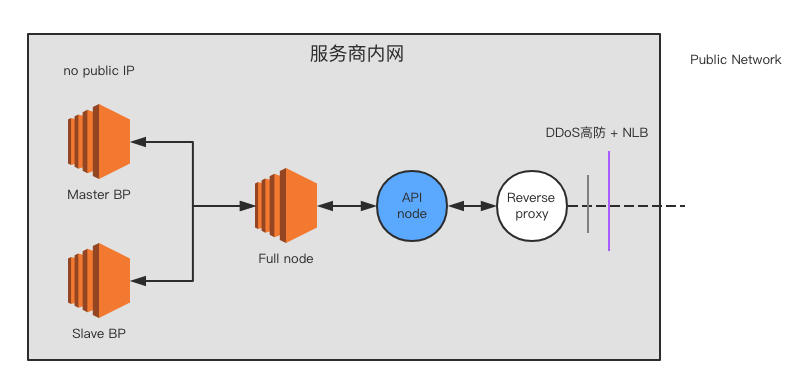 服务商内网
no public IP
Public Network
DDoS高防 + NLB
Master BP
API
node
Reverse
proxy
Full node
Slave BP